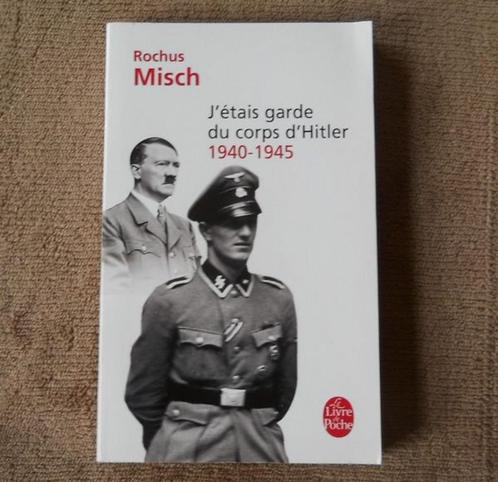 Rochus
Misch
J'étais garde
du corps d'Hitler
1940-1945
Le
Livre
de
Poche